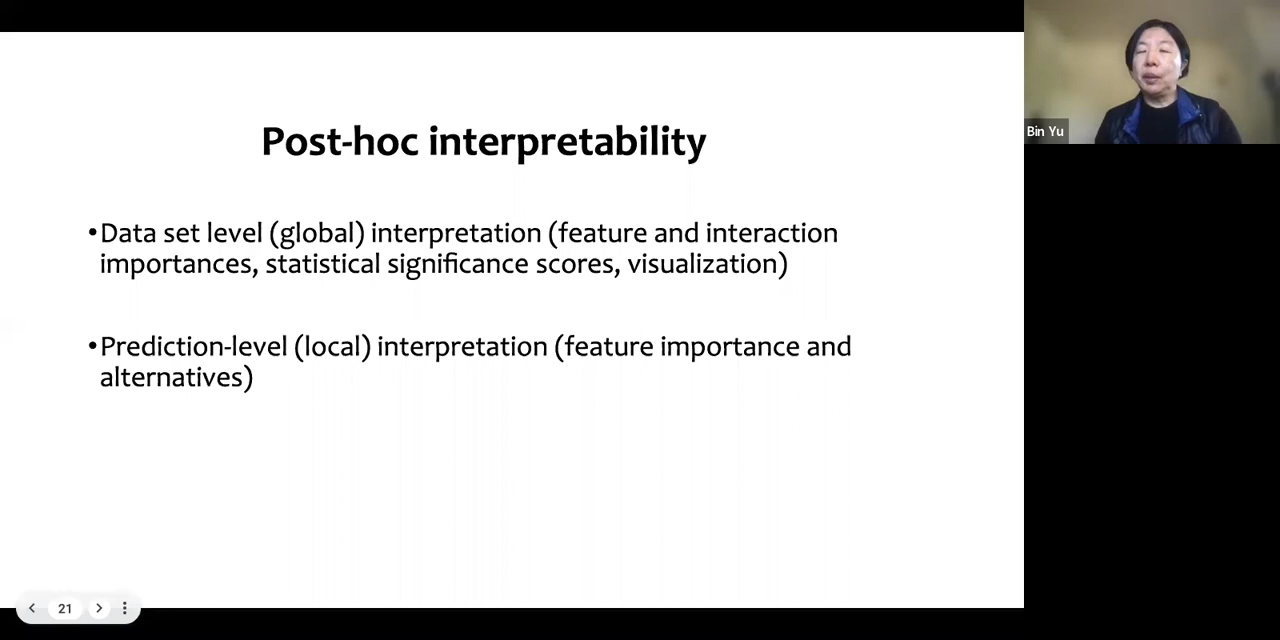 Post-hoc interpretability
•Data set level (global) interpretation (feature and interaction
importances, statistical significance scores, visualization)
•Prediction-level (local) interpretation (feature importance and
alternatives)
Bin Yu
21